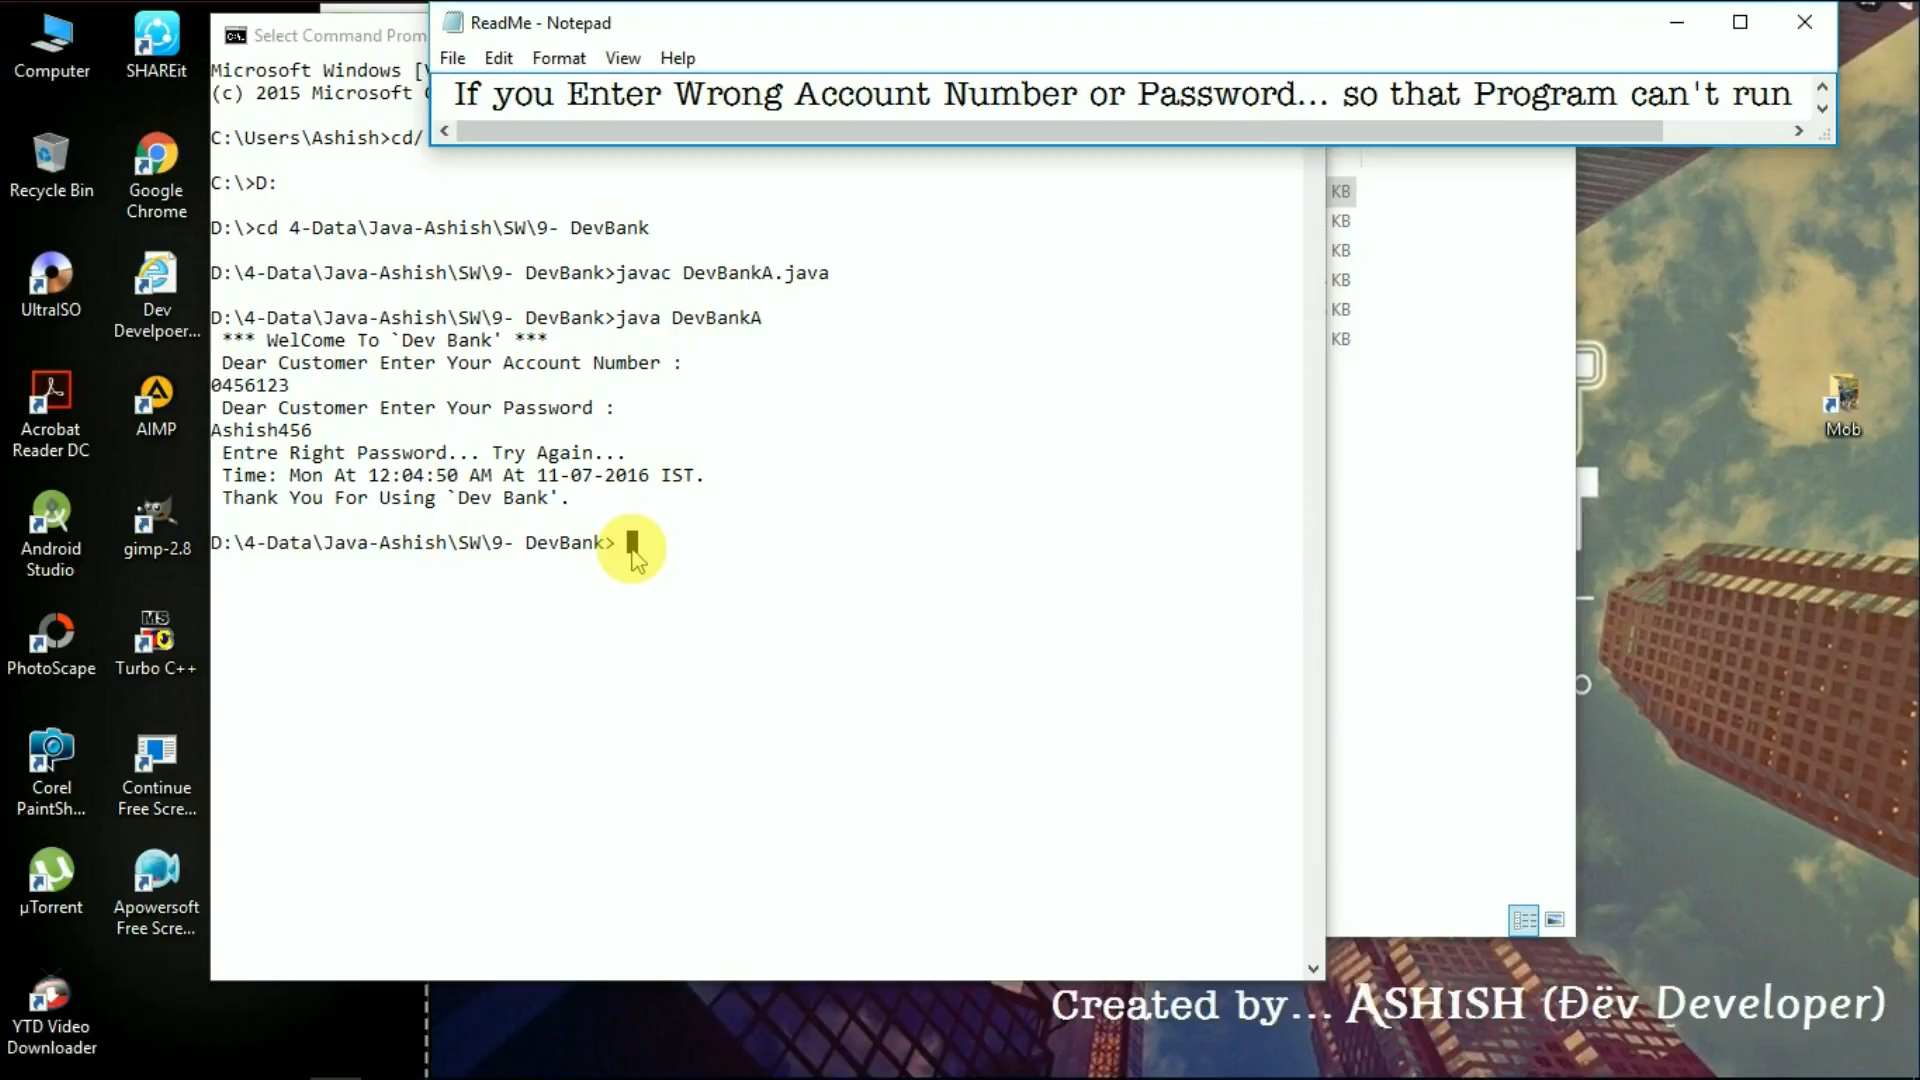 Computer
SHAREit
Recycle Bin
Google
Chrome
UltraISO
Dev
Develpoer...
Acrobat
Reader DC
AIMP
Android
Studio
gimp-2.8
PhotoScape
MS
Turbo C++
Corel
PaintSh...
Continue
Free Scre...
µTorrent
Apowersoft
Free Scre...
YTD Video
Downloader
Select Command Prom
Microsoft Windows [V
(c) 2015 Microsoft C
C:\Users\Ashish>cd/
C:\>D:
D:\>cd 4-Data\Java-Ashish\SW\9- DevBank
D:\4-Data\Java-Ashish\SW\9- DevBank>javac DevBankA.java
D:\4-Data\Java-Ashish\SW\9- DevBank>java DevBankA
*** WelCome To `Dev Bank' ***
Dear Customer Enter Your Account Number :
0456123
Dear Customer Enter Your Password :
Ashish456
Entre Right Password... Try Again...
Time: Mon At 12:04:50 AM At 11-07-2016 IST.
Thank You For Using `Dev Bank'.
D:\4-Data\Java-Ashish\SW\9- DevBank>
ReadMe - Notepad
File Edit Format View Help
If you Enter Wrong Account Number or Password... so that Program can't run
KB
KB
KB
KB
KB
KB
Mob
Created by... ASHISH (Ðëv Developer)